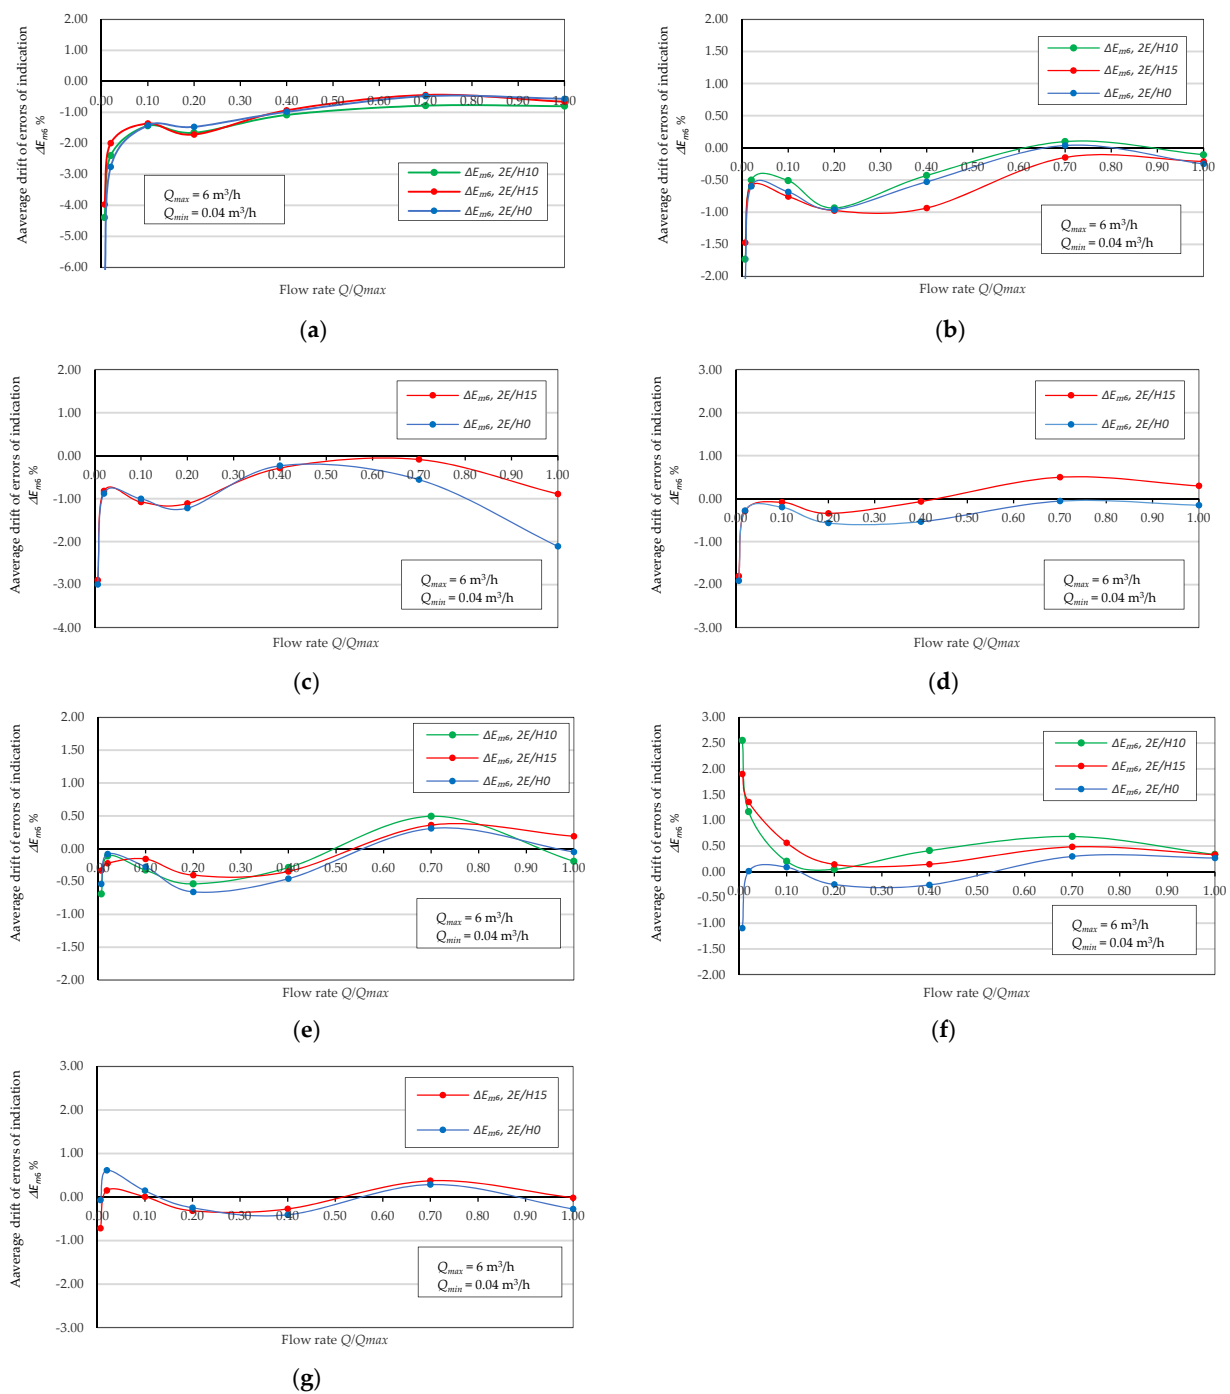 2.00
1.00
0.00
-1.00
-2.00
-3.00
-4.00
-5.00
-6.00
0.00 0.10 0.20 0.30 0.40 0.50 0.60 0.70 0.80 0.90 1.00
Aaverage drift of errors of indication
ΔEm6 %
ΔEm6, 2E/H10
ΔEm6, 2E/H15
ΔEm6, 2E/H0
Qmax = 6 m³/h
Qmin = 0.04 m³/h
Flow rate Q/Qmax
(a)
2.00
1.50
1.00
0.50
0.00
-0.50
-1.00
-1.50
-2.00
0.00 0.10 0.20 0.30 0.40 0.50 0.60 0.70 0.80 0.90 1.00
Aaverage drift of errors of indication
ΔEm6 %
ΔEm6, 2E/H10
ΔEm6, 2E/H15
ΔEm6, 2E/H0
Qmax = 6 m³/h
Qmin = 0.04 m³/h
Flow rate Q/Qmax
(b)
2.00
1.00
0.00
-1.00
-2.00
-3.00
-4.00
0.00 0.10 0.20 0.30 0.40 0.50 0.60 0.70 0.80 0.90 1.00
Aaverage drift of errors of indication
ΔEm6 %
ΔEm6, 2E/H15
ΔEm6, 2E/H0
Qmax = 6 m³/h
Qmin = 0.04 m³/h
Flow rate Q/Qmax
(c)
3.00
2.00
1.00
0.00
-1.00
-2.00
-3.00
0.00 0.10 0.20 0.30 0.40 0.50 0.60 0.70 0.80 0.90 1.00
Aaverage drift of errors of indication
ΔEm6 %
ΔEm6, 2E/H15
ΔEm6, 2E/H0
Qmax = 6 m³/h
Qmin = 0.04 m³/h
Flow rate Q/Qmax
(d)
2.00
1.50
1.00
0.50
0.00
-0.50
-1.00
-1.50
-2.00
0.00 0.10 0.20 0.30 0.40 0.50 0.60 0.70 0.80 0.90 1.00
Aaverage drift of errors of indication
ΔEm6 %
ΔEm6, 2E/H10
ΔEm6, 2E/H15
ΔEm6, 2E/H0
Qmax = 6 m³/h
Qmin = 0.04 m³/h
Flow rate Q/Qmax
(e)
3.00
2.50
2.00
1.50
1.00
0.50
0.00
-0.50
-1.00
-1.50
-2.00
0.00 0.10 0.20 0.30 0.40 0.50 0.60 0.70 0.80 0.90 1.00
Aaverage drift of errors of indication
ΔEm6 %
ΔEm6, 2E/H10
ΔEm6, 2E/H15
ΔEm6, 2E/H0
Qmax = 6 m³/h
Qmin = 0.04 m³/h
Flow rate Q/Qmax
(f)
3.00
2.00
1.00
0.00
-1.00
-2.00
-3.00
0.00 0.10 0.20 0.30 0.40 0.50 0.60 0.70 0.80 0.90 1.00
Aaverage drift of errors of indication
ΔEm6 %
ΔEm6, 2E/H15
ΔEm6, 2E/H0
Qmax = 6 m³/h
Qmin = 0.04 m³/h
Flow rate Q/Qmax
(g)